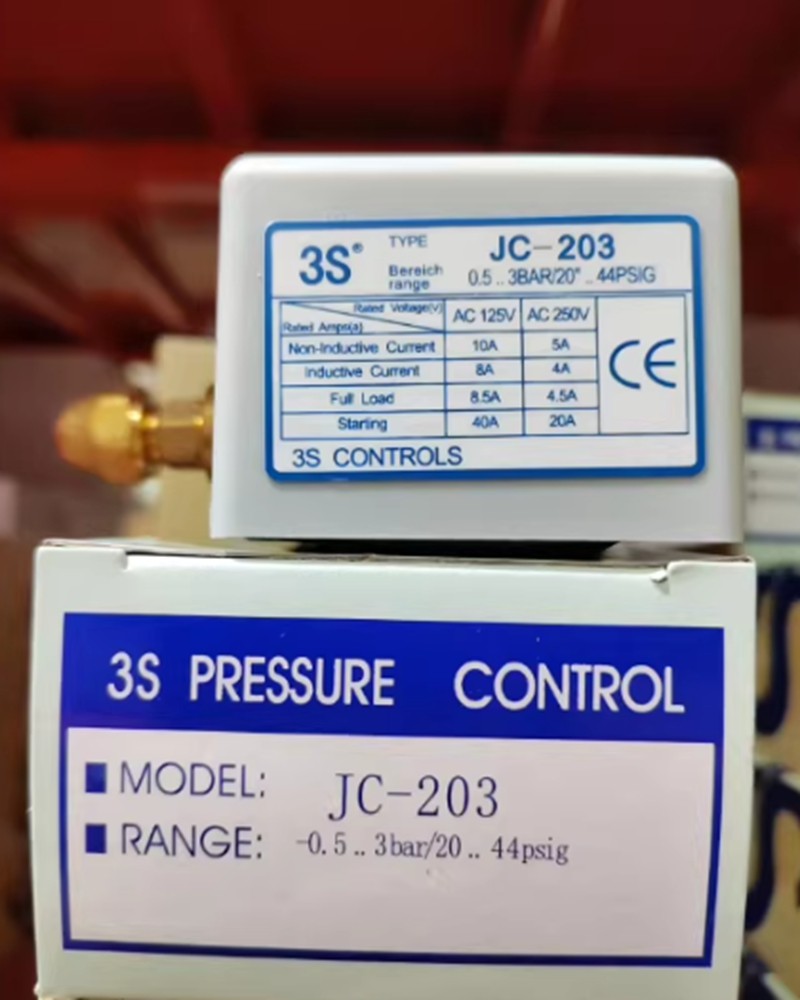 3S® TYPE JC-203
Bereich range 0.5..3BAR/20"..44PSIG
Rated Voltage(v) AC 125V AC 250V
Rated Amps(a)
Non-Inductive Current 10A 5A
Inductive Current 8A 4A
Full Load 8.5A 4.5A
Starting 40A 20A
CE
3S CONTROLS
3S PRESSURE CONTROL
MODEL: JC-203
RANGE: -0.5..3bar/20..44psig